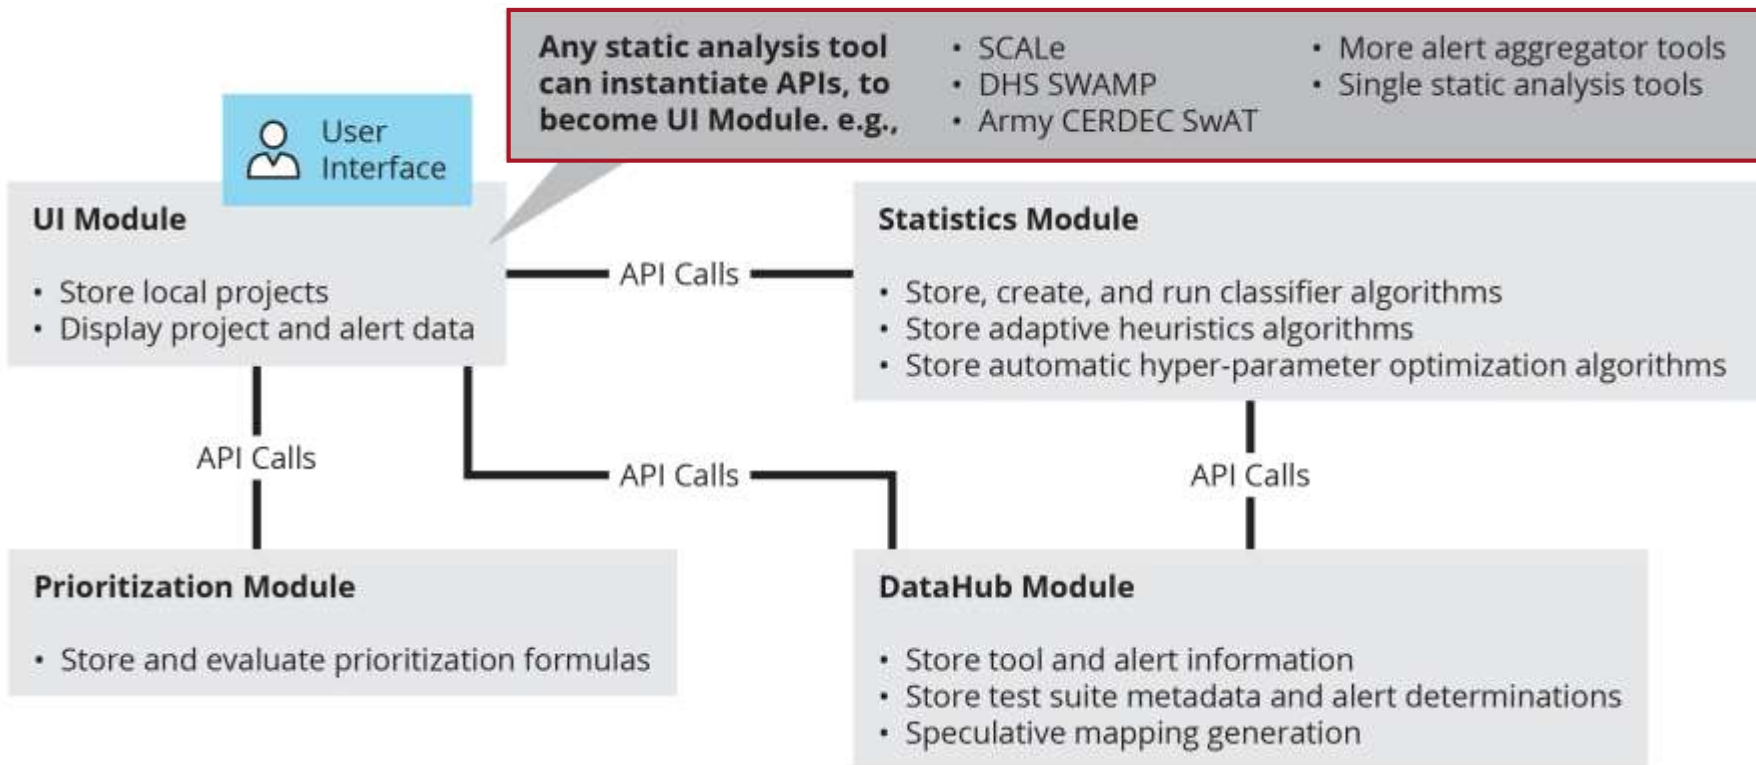 Any static analysis tool
can instantiate APIs, to
become UI Module. e.g.,
• SCALe
• DHS SWAMP
• Army CERDEC SwAT
• More alert aggregator tools
• Single static analysis tools
User
Interface
UI Module
• Store local projects
• Display project and alert data
API Calls
Statistics Module
• Store, create, and run classifier algorithms
• Store adaptive heuristics algorithms
• Store automatic hyper-parameter optimization algorithms
API Calls
API Calls
API Calls
Prioritization Module
• Store and evaluate prioritization formulas
DataHub Module
• Store tool and alert information
• Store test suite metadata and alert determinations
• Speculative mapping generation